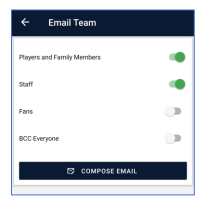 Email Team
Players and Family Members
Staff
Fans
BCC Everyone
COMPOSE EMAIL